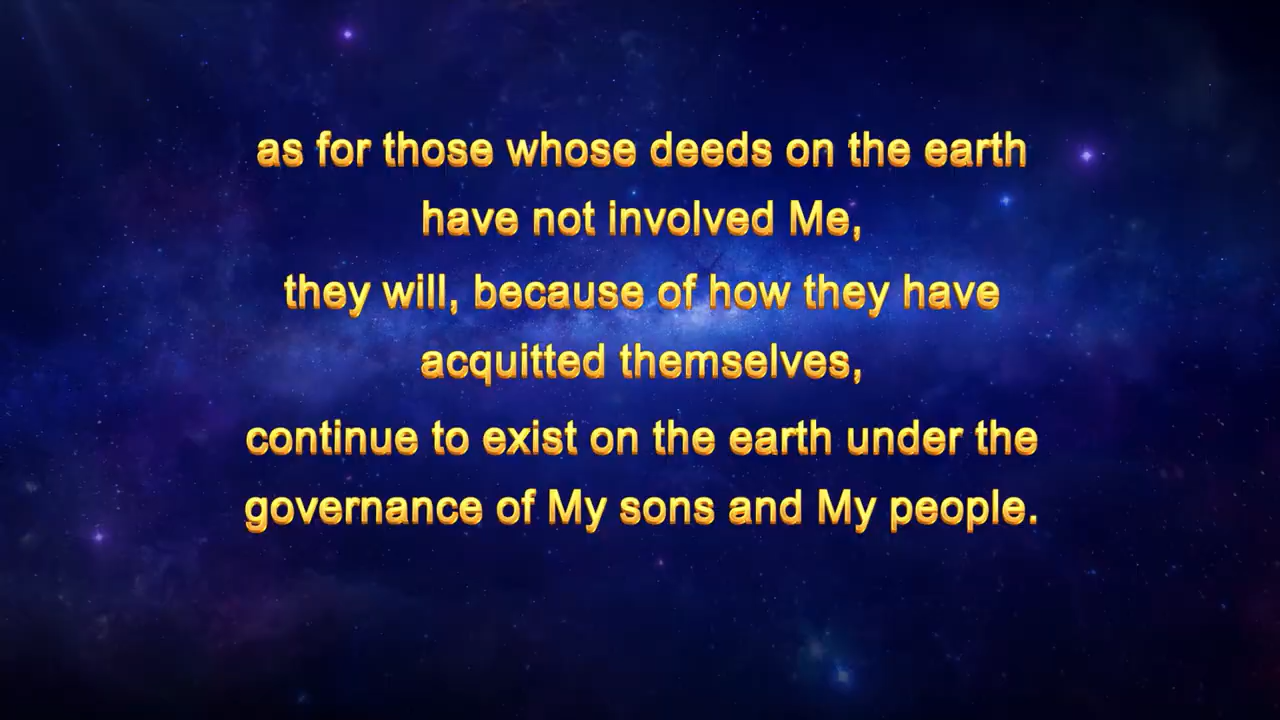 as for those whose deeds on the earth
have not involved Me,
they will, because of how they have
acquitted themselves,
continue to exist on the earth under the
governance of My sons and My people.